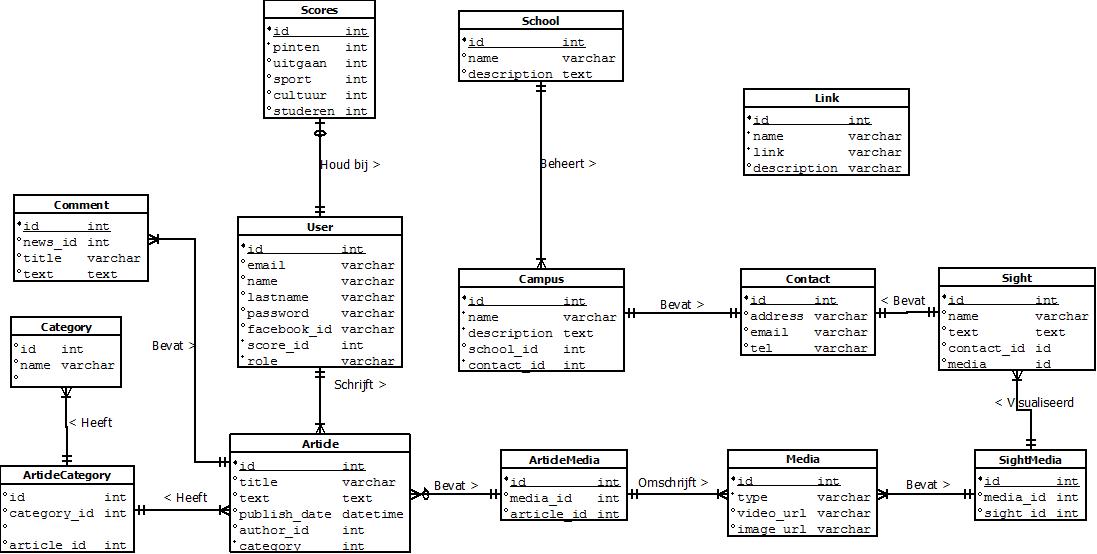 Scores
id int
pinten int
uitgaan int
sport int
cultuur int
studeren int
School
id int
name varchar
description text
Link
id int
name varchar
link varchar
description varchar
Houd bij >
Beheert >
Comment
id int
news_id int
title varchar
text text
User
id int
email varchar
name varchar
lastname varchar
password varchar
facebook_id varchar
score_id int
role varchar
Campus
id int
name varchar
description text
school_id int
contact_id int
Bevat >
Contact
id int
address varchar
email varchar
tel varchar
< Bevat
Sight
id int
name varchar
text text
contact_id id
media id
Category
id int
name varchar
Bevat >
Schrijft >
< Heeft
< Visualiseerd
ArticleCategory
id int
category_id int
article_id int
< Heeft
Article
id int
title varchar
text text
publish_date datetime
author_id int
category int
Bevat >
ArticleMedia
id int
media_id int
article_id int
Omschrijft >
Media
id int
type varchar
video_url varchar
image_url varchar
Bevat >
SightMedia
id int
media_id int
sight_id int